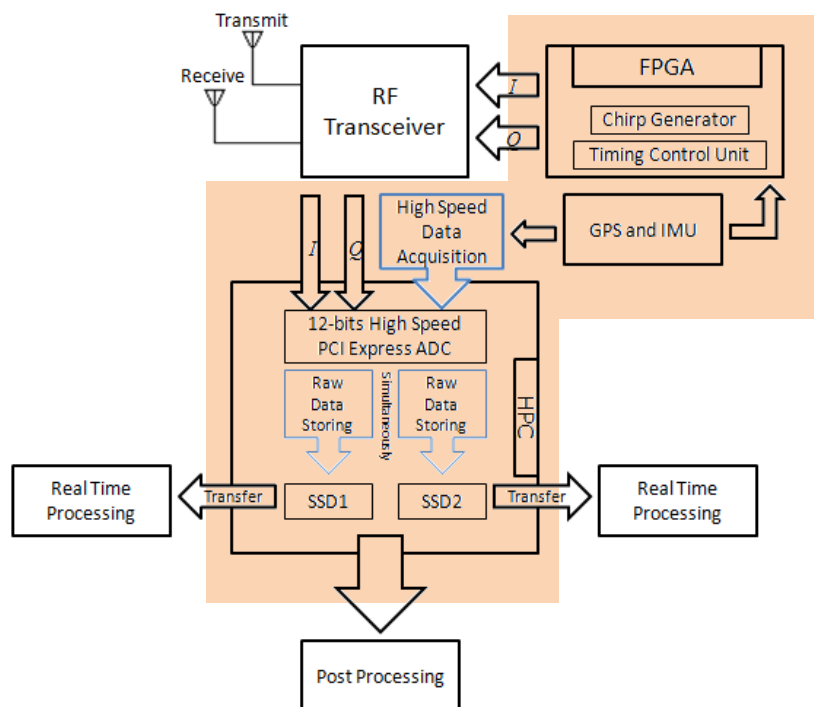 Transmit
Receive
RF
Transceiver
I
Q
FPGA
Chirp Generator
Timing Control Unit
GPS and IMU
High Speed
Data
Acquisition
I
Q
12-bits High Speed
PCI Express ADC
Raw
Data
Storing
Simultaneously
Raw
Data
Storing
HPC
SSD1
SSD2
Transfer
Transfer
Real Time
Processing
Real Time
Processing
Post Processing